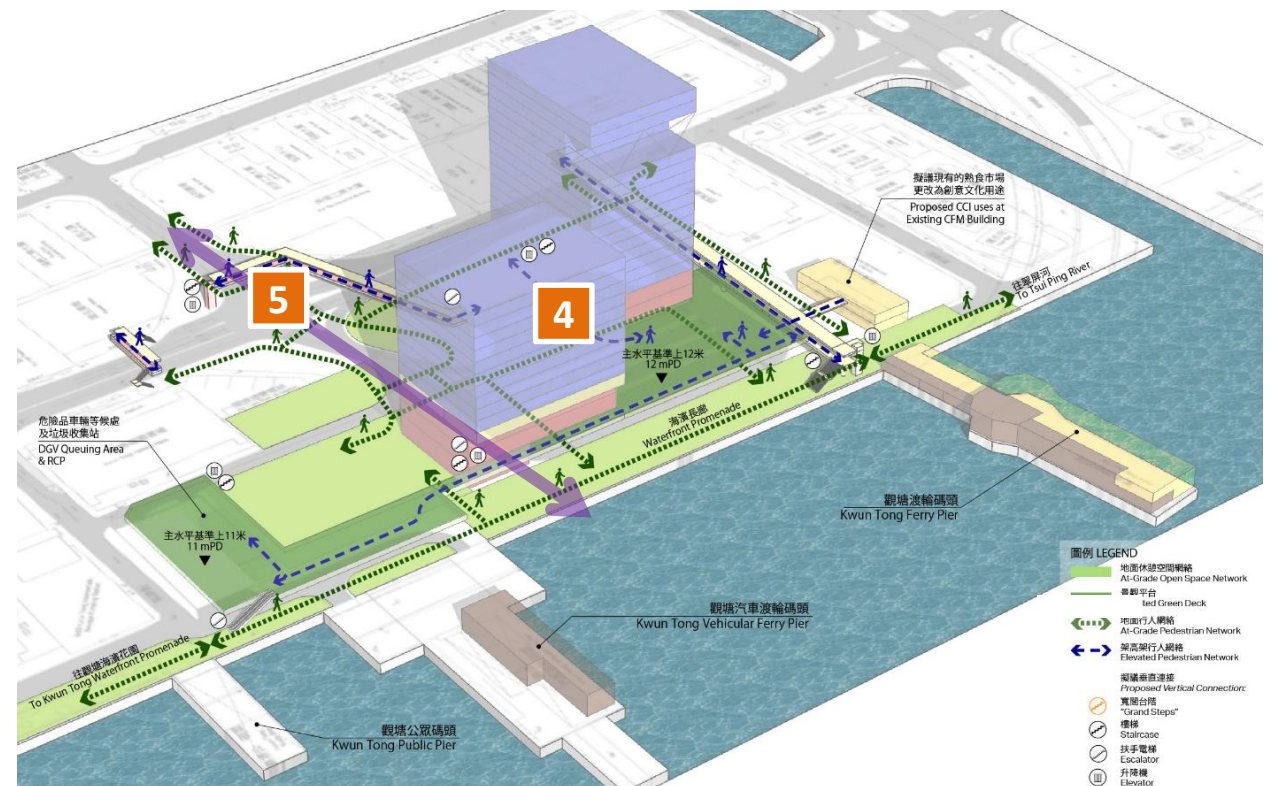 擬議現有的熟食市場
更改為創意文化用途
Proposed CCI uses at
Existing CFM Building
往翠屏河
To Tsui Ping River
5
4
主水平基準上12米
12 mPD
海濱長廊
Waterfront Promenade
危險品車輛等候處
及垃圾收集站
DGV Queuing Area
& RCP
觀塘渡輪碼頭
Kwun Tong Ferry Pier
主水平基準上11米
11 mPD
觀塘汽車渡輪碼頭
Kwun Tong Vehicular Ferry Pier
往觀塘海濱花園
To Kwun Tong Waterfront Promenade
觀塘公眾碼頭
Kwun Tong Public Pier
圖例 LEGEND
地面休憩空間網絡
At-Grade Open Space Network
景觀平台
ted Green Deck
地面行人網絡
At-Grade Pedestrian Network
架高架行人網絡
Elevated Pedestrian Network
擬議垂直連接
Proposed Vertical Connection:
寬闊台階
"Grand Steps"
樓梯
Staircase
扶手電梯
Escalator
升降機
Elevator